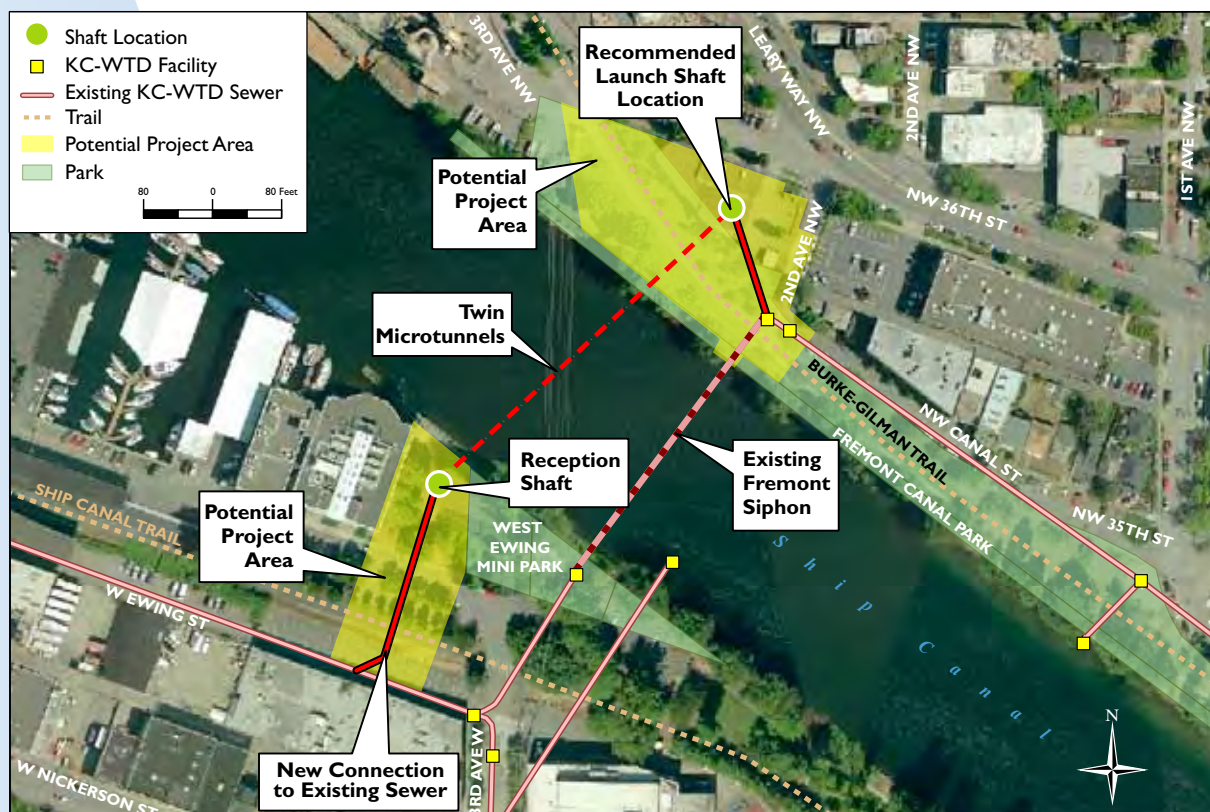 Shaft Location
KC-WTD Facility
Existing KC-WTD Sewer
Trail
Potential Project Area
Park
80 0 80 Feet
3RD AVE NW
Recommended
Launch Shaft
Location
LEARY WAY NW
2ND AVE NW
1ST AVE NW
NW 36TH ST
Potential
Project
Area
2ND AVE NW
Twin
Microtunnels
BURKE-GILMAN TRAIL
NW CANAL ST
FREMONT CANAL PARK
NW 35TH ST
Reception
Shaft
Existing
Fremont
Siphon
SHIP CANAL TRAIL
Potential
Project
Area
WEST
EWING
MINI PARK
Ship Canal
W EWING ST
New Connection
to Existing Sewer
3RD AVE W
W NICKERSON ST
N